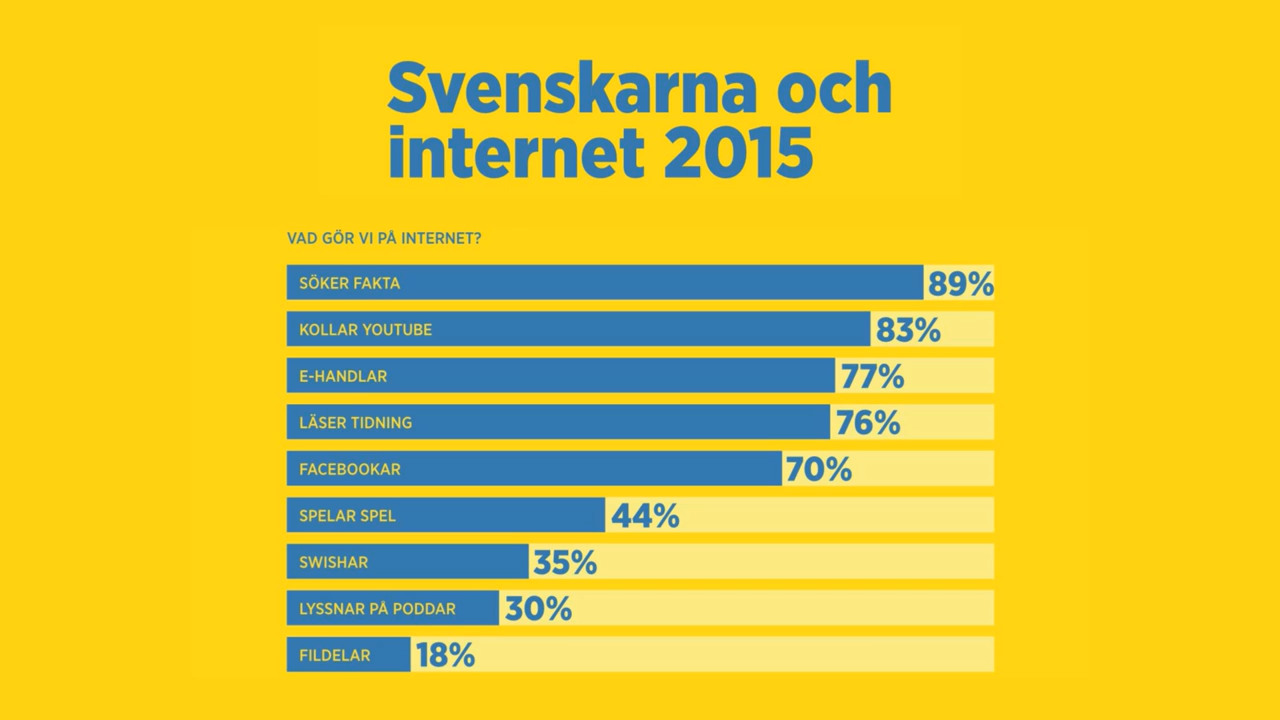 Svenskarna och
internet 2015
VAD GÖR VI PÅ INTERNET?
SÖKER FAKTA 89%
KOLLAR YOUTUBE 83%
E-HANDLAR 77%
LÄSER TIDNING 76%
FACEBOOKAR 70%
SPELAR SPEL 44%
SWISHAR 35%
LYSSNAR PÅ PODDAR 30%
FILDELAR 18%